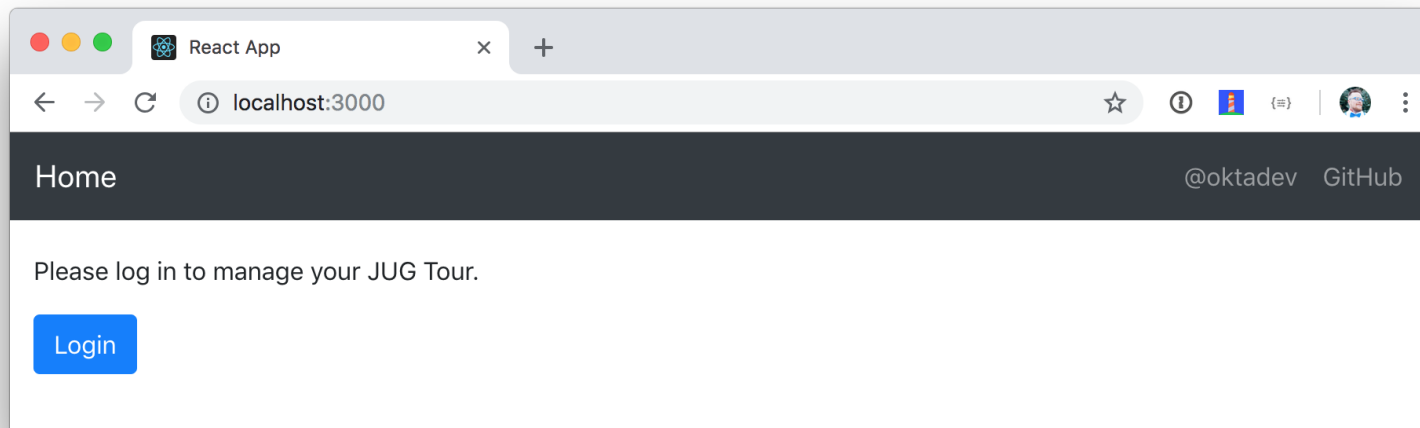 React App
localhost:3000
Home @oktadev GitHub
Please log in to manage your JUG Tour.
Login